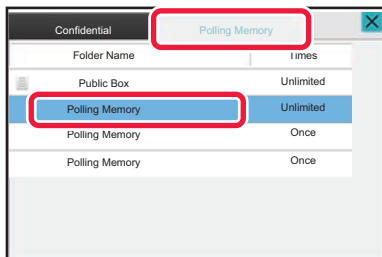 Confidential Polling Memory
Folder Name Times
Public Box Unlimited
Polling Memory Unlimited
Polling Memory Once
Polling Memory Once